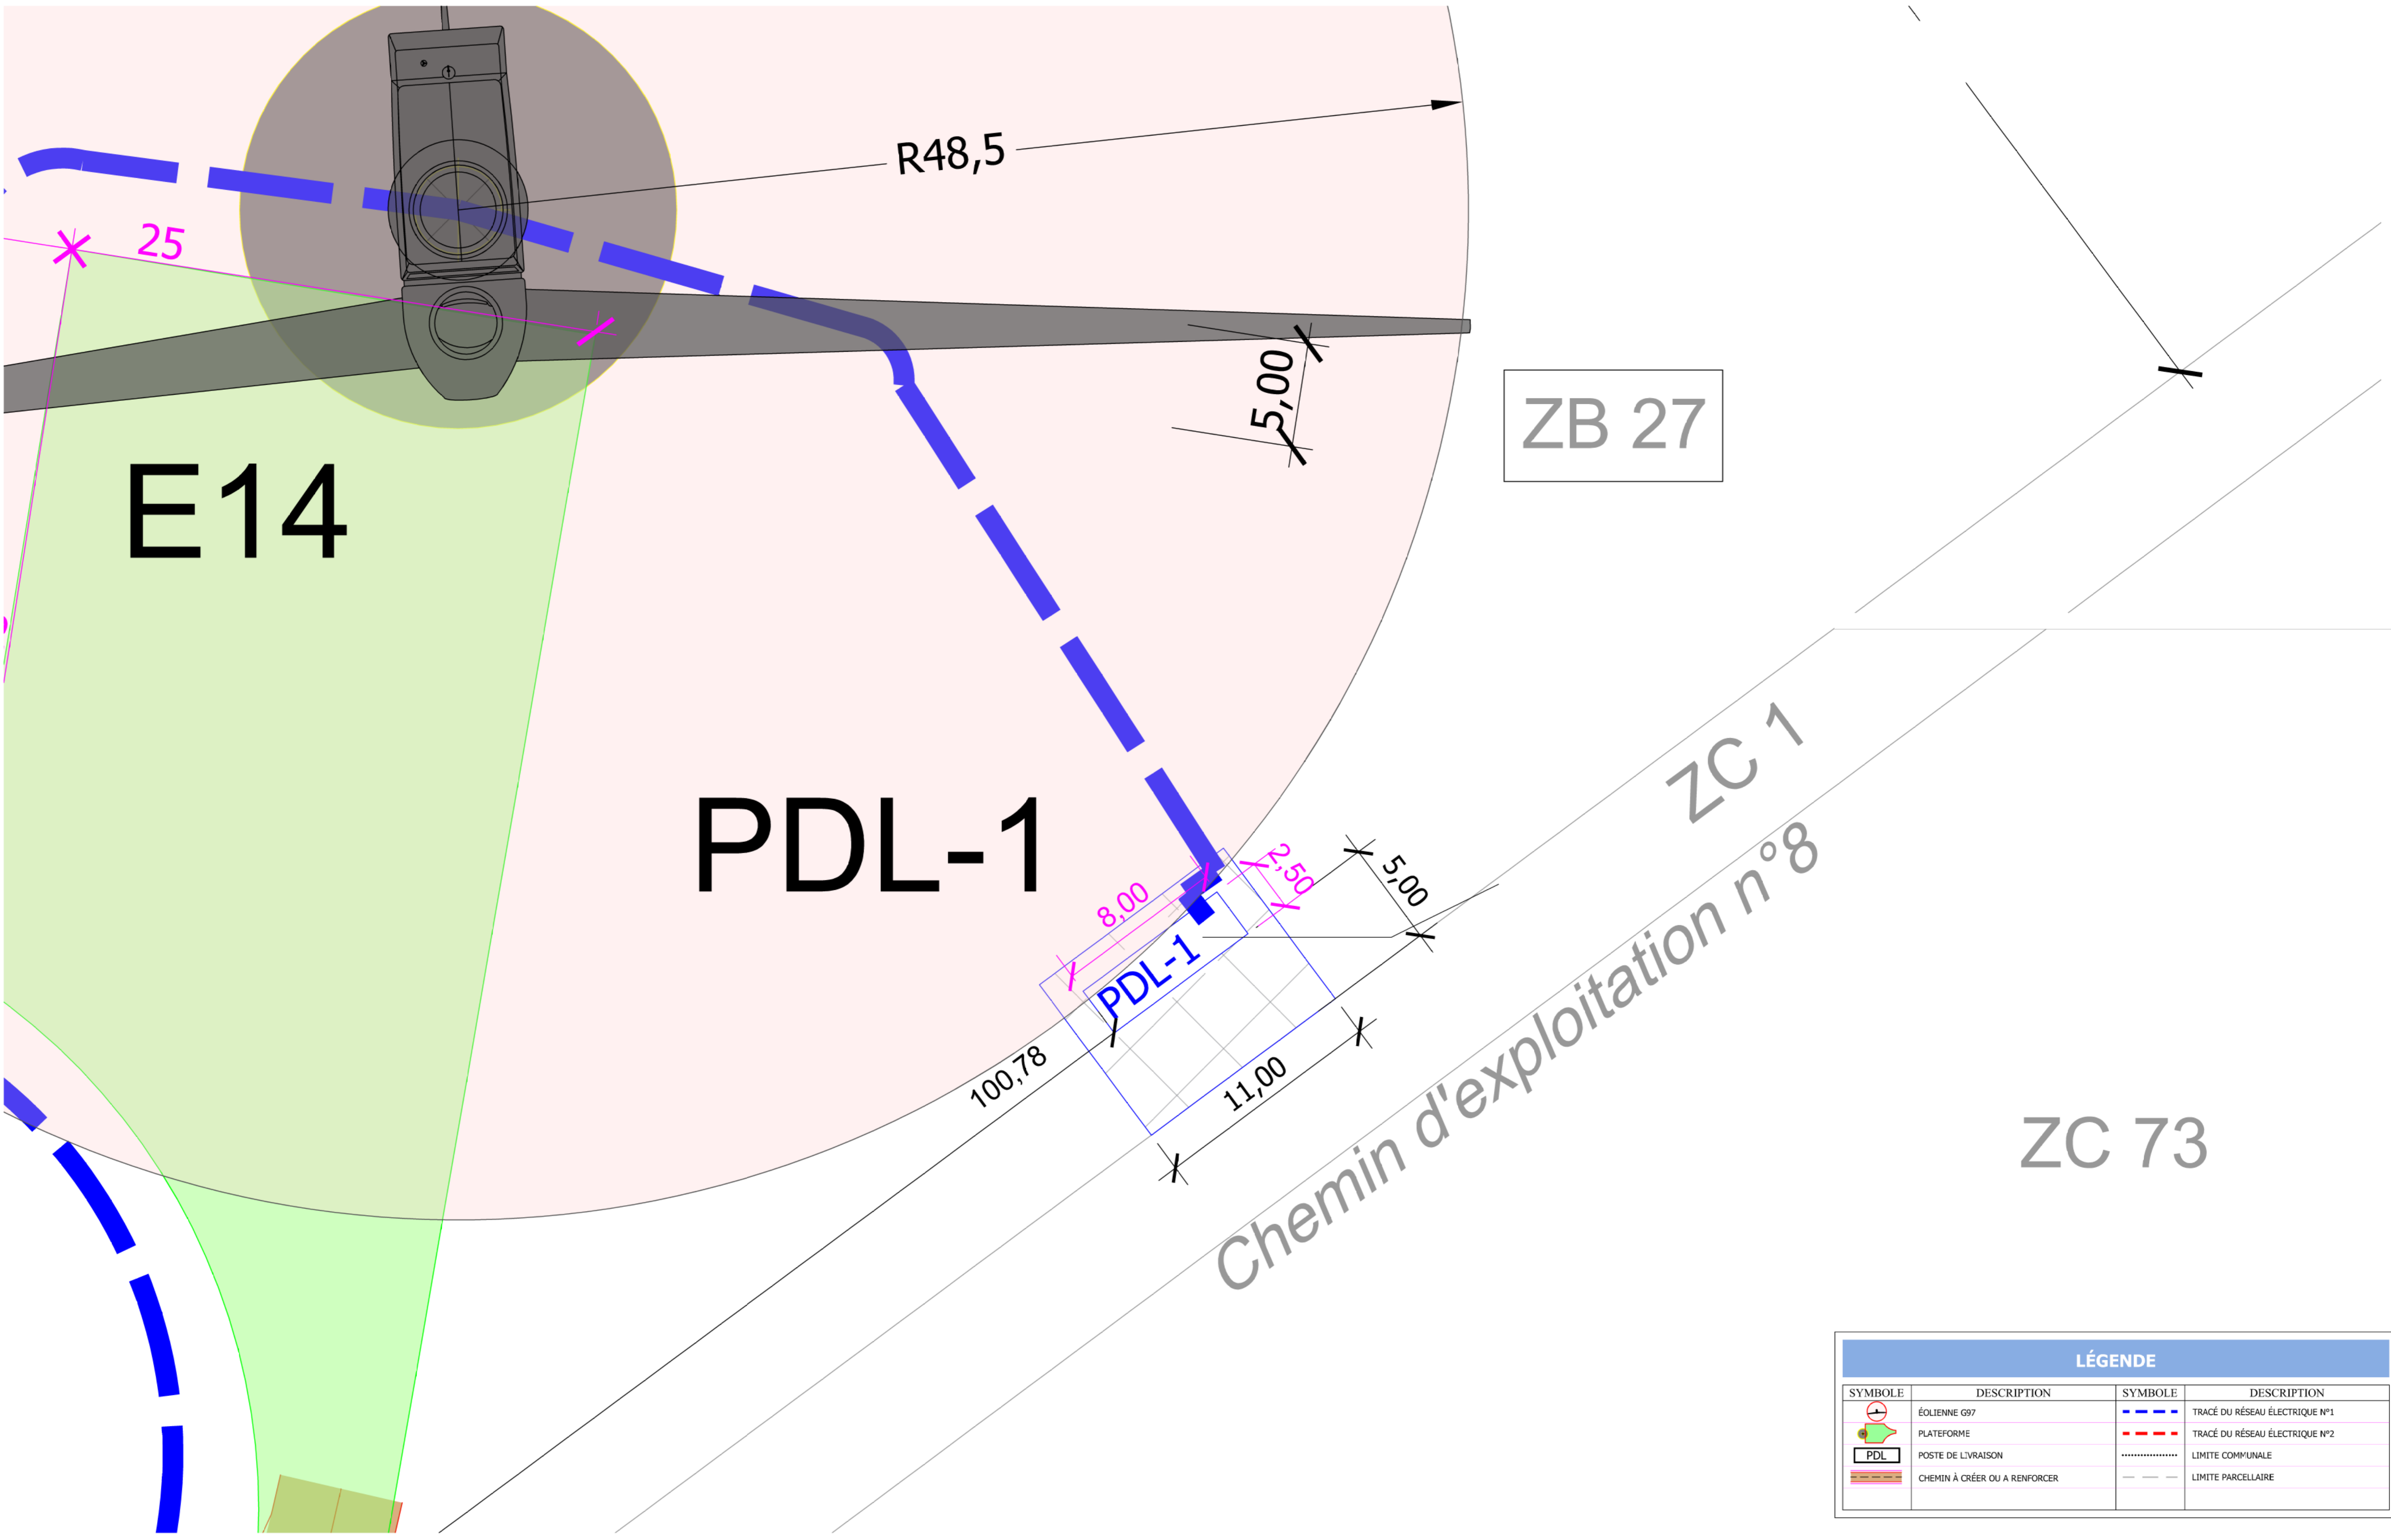 R48,5
25
5,00
ZB 27
E14
ZC 1
PDL-1
2,50
5,00
8,00
PDL-1
100,78
11,00
Chemin d'exploitation n°8
ZC 73
LÉGENDE
SYMBOLE DESCRIPTION SYMBOLE DESCRIPTION
ÉOLIENNE G97 TRACÉ DU RÉSEAU ÉLECTRIQUE N°1
PLATEFORME TRACÉ DU RÉSEAU ÉLECTRIQUE N°2
PDL POSTE DE LIVRAISON LIMITE COMMUNALE
CHEMIN À CRÉER OU A RENFORCER LIMITE PARCELLAIRE